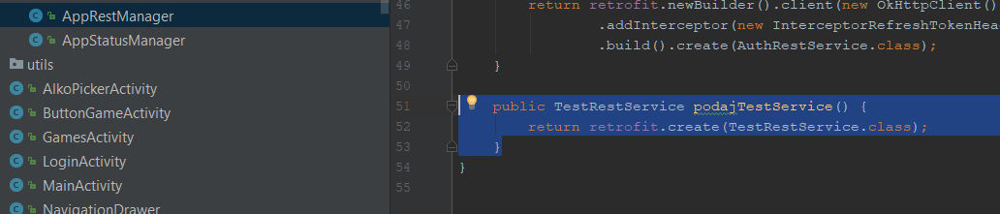 AppRestManager
AppStatusManager
utils
AlkoPickerActivity
ButtonGameActivity
GamesActivity
LoginActivity
MainActivity
NavigationDrawer
46 return retrofit.newBuilder().client(new OkHttpClient()
47 .addInterceptor(new InterceptorRefreshTokenHea
48 .build().create(AuthRestService.class);
49 }
50
51 public TestRestService podajTestService() {
52 return retrofit.create(TestRestService.class);
53 }
54 }
55